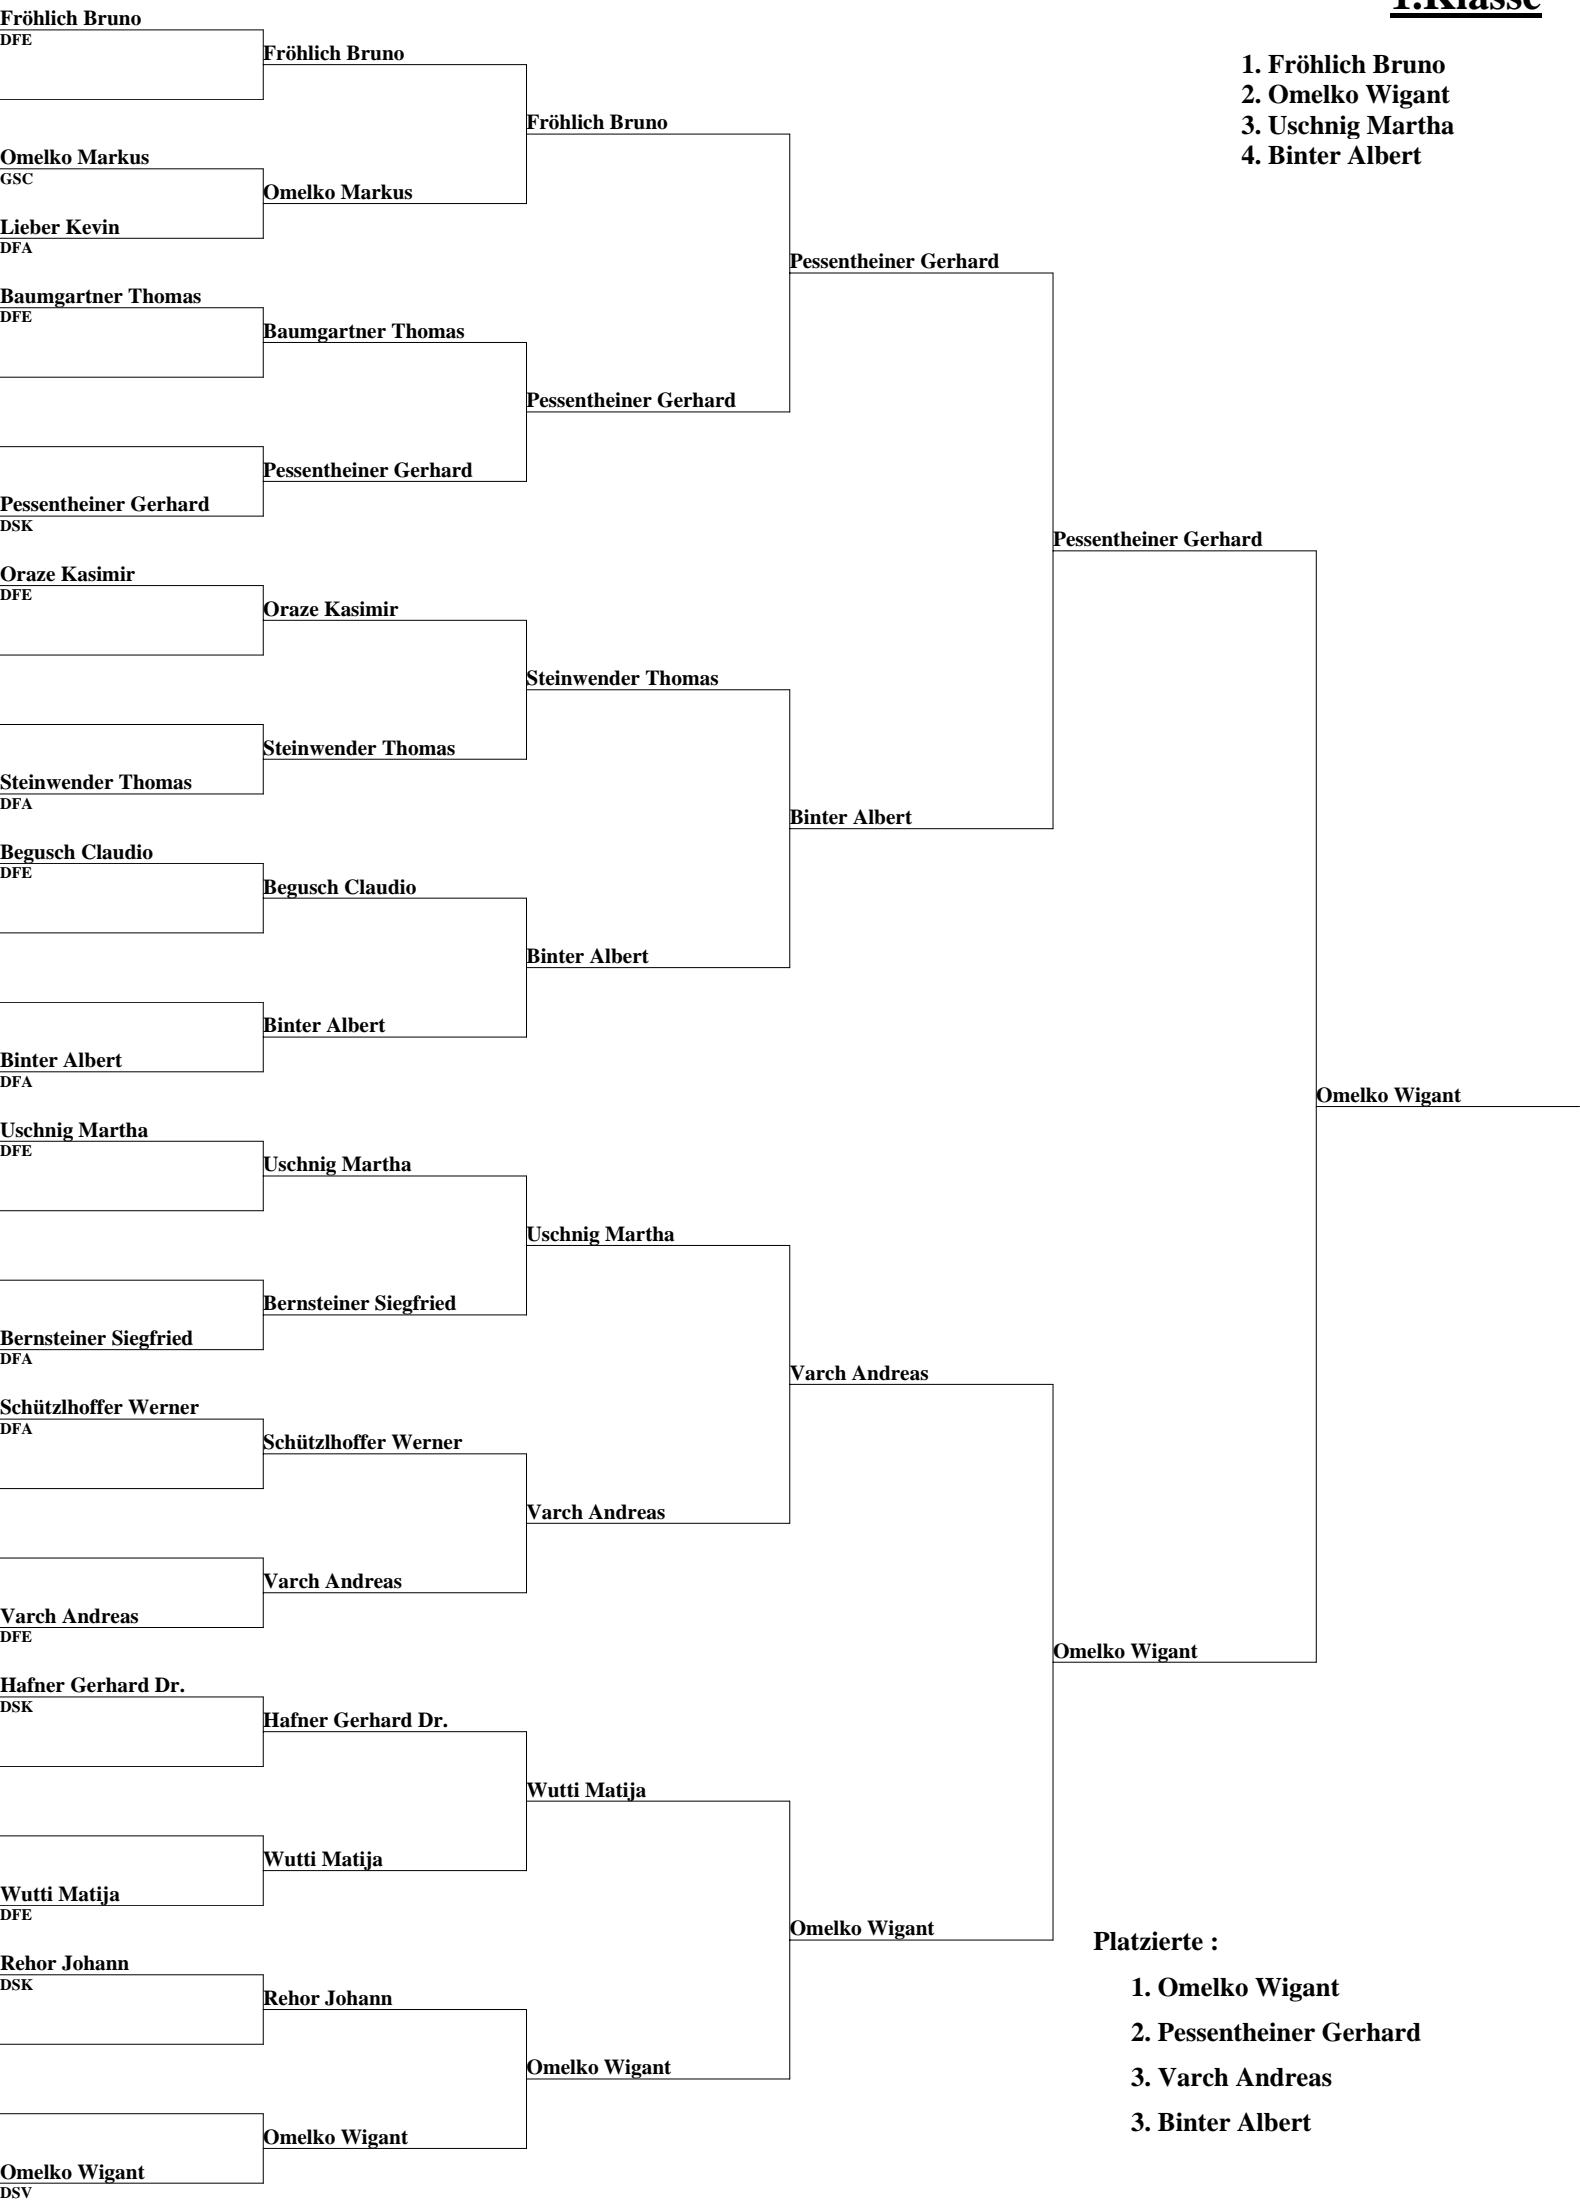 1.Klasse
1. Fröhlich Bruno
2. Omelko Wigant
3. Uschnig Martha
4. Binter Albert
Fröhlich Bruno
DFE
Omelko Markus
GSC
Lieber Kevin
DFA
Baumgartner Thomas
DFE
Pessentheiner Gerhard
DSK
Oraze Kasimir
DFE
Steinwender Thomas
DFA
Begusch Claudio
DFE
Binter Albert
DFA
Uschnig Martha
DFE
Bernsteiner Siegfried
DFA
Schützlhoffer Werner
DFA
Varch Andreas
DFE
Hafner Gerhard Dr.
DSK
Wutti Matija
DFE
Rehor Johann
DSK
Omelko Wigant
DSV
Fröhlich Bruno
Omelko Markus
Baumgartner Thomas
Pessentheiner Gerhard
Oraze Kasimir
Steinwender Thomas
Begusch Claudio
Binter Albert
Uschnig Martha
Bernsteiner Siegfried
Schützlhoffer Werner
Varch Andreas
Hafner Gerhard Dr.
Wutti Matija
Rehor Johann
Omelko Wigant
Fröhlich Bruno
Pessentheiner Gerhard
Steinwender Thomas
Binter Albert
Uschnig Martha
Varch Andreas
Wutti Matija
Omelko Wigant
Pessentheiner Gerhard
Binter Albert
Varch Andreas
Omelko Wigant
Pessentheiner Gerhard
Omelko Wigant
Omelko Wigant
Platzierte :
1. Omelko Wigant
2. Pessentheiner Gerhard
3. Varch Andreas
3. Binter Albert